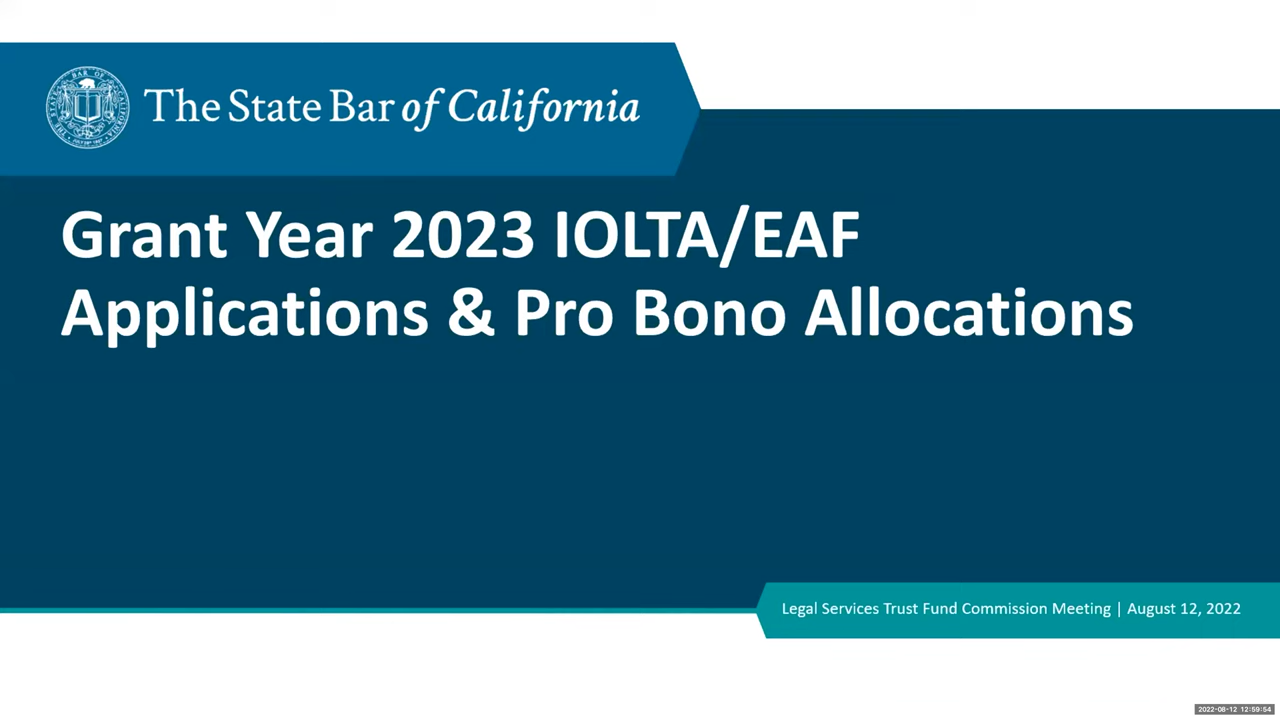 The State Bar of California
Grant Year 2023 IOLTA/EAF
Applications & Pro Bono Allocations
Legal Services Trust Fund Commission Meeting | August 12, 2022
2022-08-12 12:59:54